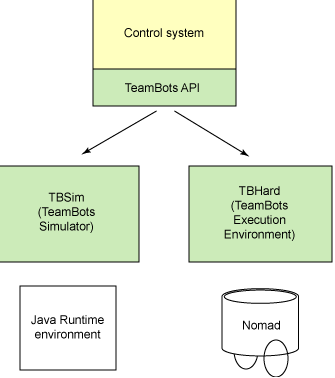 Control system
TeamBots API
TBSim
(TeamBots
Simulator)
TBHard
(TeamBots
Execution
Environment)
Java Runtime
environment
Nomad